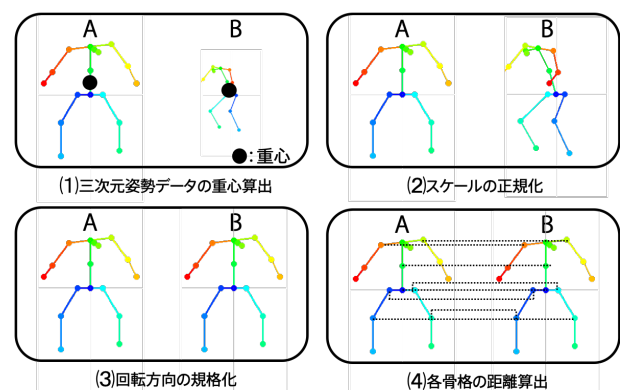 A B
●:重心
(1)三次元姿勢データの重心算出
A B
(2)スケールの正規化
A B
(3)回転方向の規格化
A B
(4)各骨格の距離算出